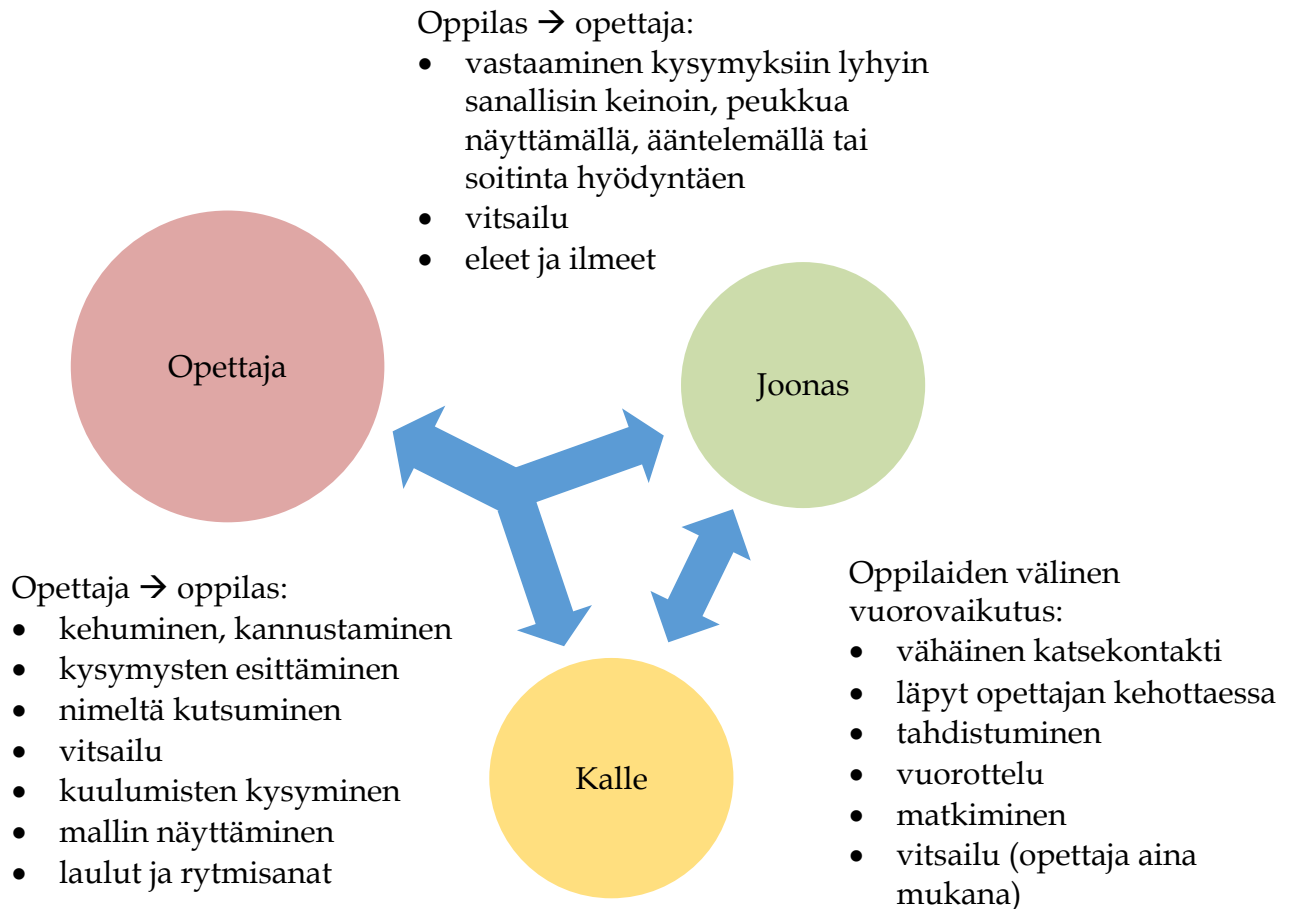 Oppilas → opettaja:
• vastaaminen kysymyksiin lyhyin
sanallisin keinoin, peukkua
näyttämällä, ääntelemällä tai
soitinta hyödyntäen
• vitsailu
• eleet ja ilmeet
Opettaja
Joonas
Opettaja → oppilas:
• kehuminen, kannustaminen
• kysymysten esittäminen
• nimeltä kutsuminen
• vitsailu
• kuulumisten kysyminen
• mallin näyttäminen
• laulut ja rytmisanat
Kalle
Oppilaiden välinen
vuorovaikutus:
• vähäinen katsekontakti
• läpyt opettajan kehottaessa
• tahdistuminen
• vuorottelu
• matkiminen
• vitsailu (opettaja aina
mukana)